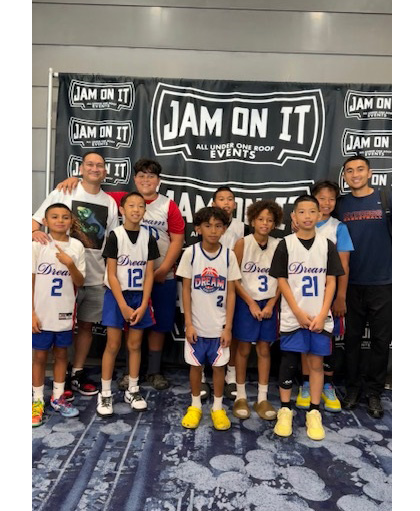 JAM ON IT
JAM ON IT
ALL UNDER ONE ROOF
EVENTS
JAM ON IT
JAM ON IT
JAM ON IT
JAM ON IT
JAM ON IT
JAM ON IT
Dream
Dream
2
Dream
12
DREAM
2
Dream
3
Dream
21